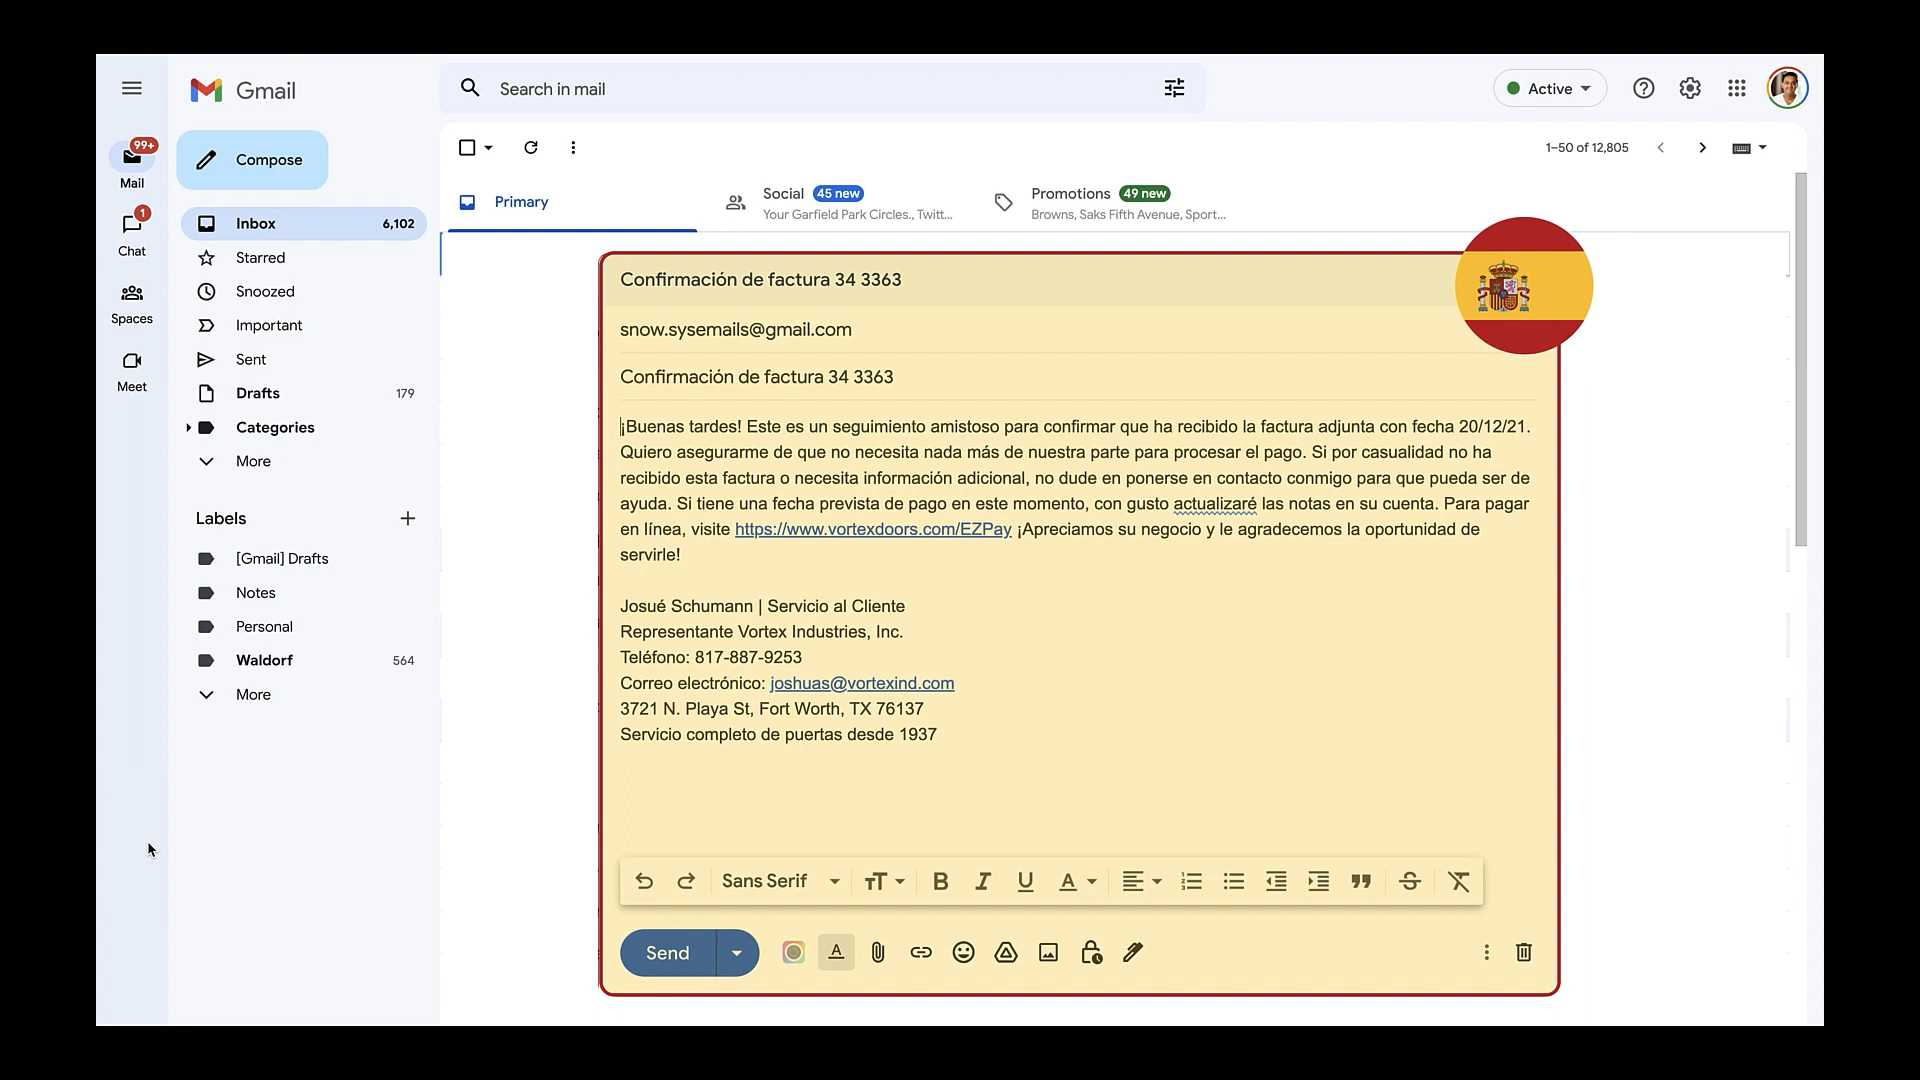 Gmail
Search in mail
Active
99+
Mail
Compose
1–50 of 12,805
1
Chat
Spaces
Meet
Inbox 6,102
Starred
Snoozed
Important
Sent
Drafts 179
Categories
More
Labels
[Gmail] Drafts
Notes
Personal
Waldorf 564
More
Primary
Social 45 new
Your Garfield Park Circles., Twitt...
Promotions 49 new
Browns, Saks Fifth Avenue, Sport...
Confirmación de factura 34 3363
snow.sysemails@gmail.com
Confirmación de factura 34 3363
¡Buenas tardes! Este es un seguimiento amistoso para confirmar que ha recibido la factura adjunta con fecha 20/12/21.
Quiero asegurarme de que no necesita nada más de nuestra parte para procesar el pago. Si por casualidad no ha
recibido esta factura o necesita información adicional, no dude en ponerse en contacto conmigo para que pueda ser de
ayuda. Si tiene una fecha prevista de pago en este momento, con gusto actualizaré las notas en su cuenta. Para pagar
en línea, visite https://www.vortexdoors.com/EZPay ¡Apreciamos su negocio y le agradecemos la oportunidad de
servirle!
Josué Schumann | Servicio al Cliente
Representante Vortex Industries, Inc.
Teléfono: 817-887-9253
Correo electrónico: joshuas@vortexind.com
3721 N. Playa St, Fort Worth, TX 76137
Servicio completo de puertas desde 1937
Sans Serif
Send